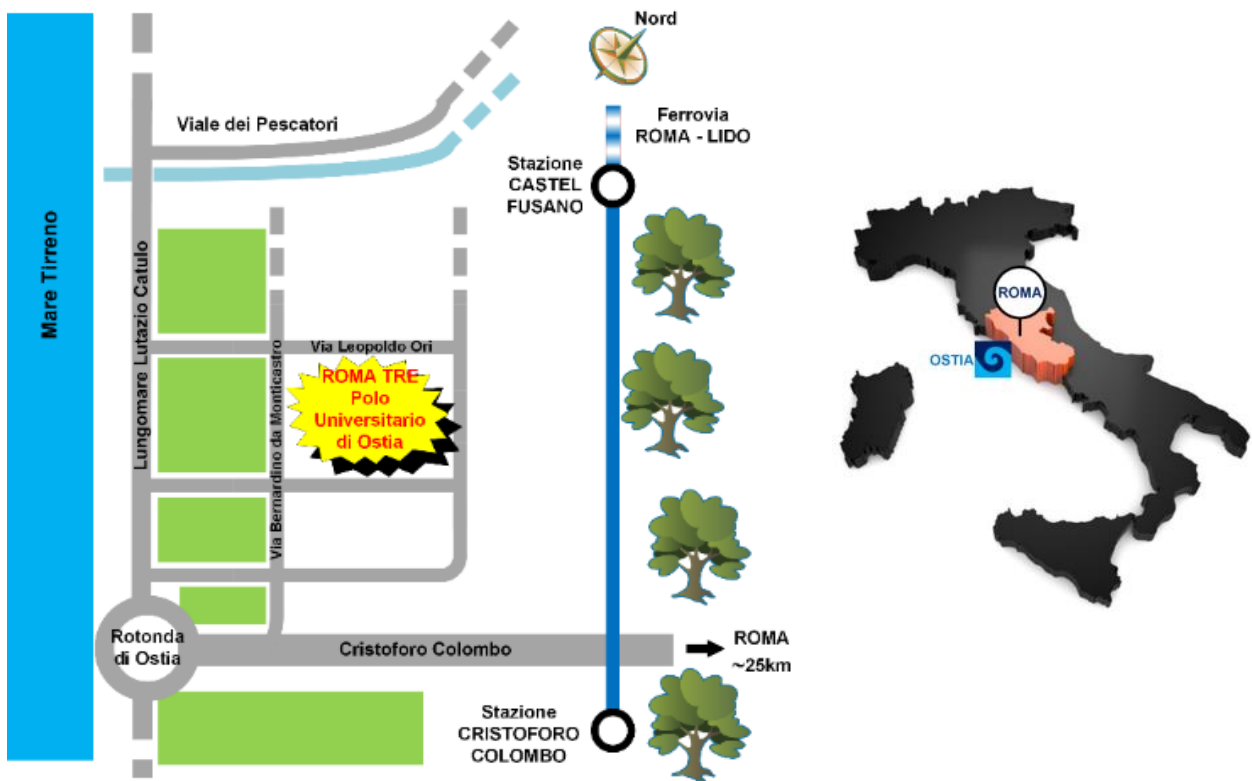 Nord
Ferrovia
ROMA - LIDO
Viale dei Pescatori
Stazione
CASTEL
FUSANO
Mare Tirreno
Lungomare Lutazio Catulo
Via Bernardino da Monticastro
Via Leopoldo Ori
ROMA TRE
Polo
Universitario
di Ostia
Rotonda
di Ostia
Cristoforo Colombo
ROMA
~25km
Stazione
CRISTOFORO
COLOMBO
ROMA
OSTIA